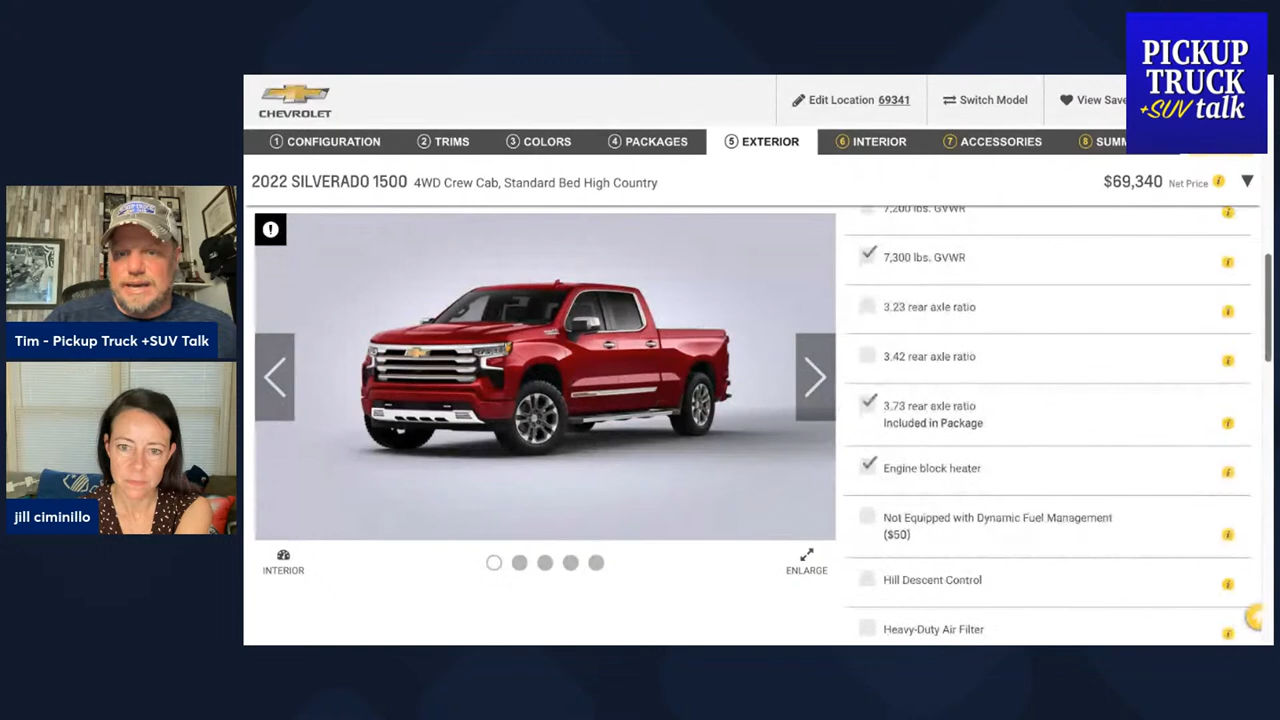 PICKUP
TRUCK
+SUV talk
CHEVROLET
Edit Location 69341
Switch Model
View Save
1 CONFIGURATION
2 TRIMS
3 COLORS
4 PACKAGES
5 EXTERIOR
6 INTERIOR
7 ACCESSORIES
8 SUMM
2022 SILVERADO 1500 4WD Crew Cab, Standard Bed High Country
$69,340 Net Price
7,200 lbs. GVWR
7,300 lbs. GVWR
3.23 rear axle ratio
3.42 rear axle ratio
3.73 rear axle ratio
Included in Package
Engine block heater
Not Equipped with Dynamic Fuel Management
($50)
Hill Descent Control
Heavy-Duty Air Filter
INTERIOR
ENLARGE
Tim - Pickup Truck +SUV Talk
jill ciminillo